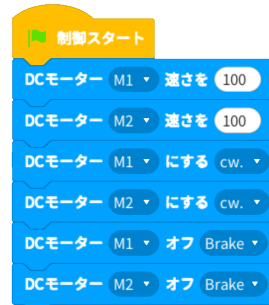 制御スタート
DCモーター M1 速さを 100
DCモーター M2 速さを 100
DCモーター M1 にする cw.
DCモーター M2 にする cw.
DCモーター M1 オフ Brake
DCモーター M2 オフ Brake